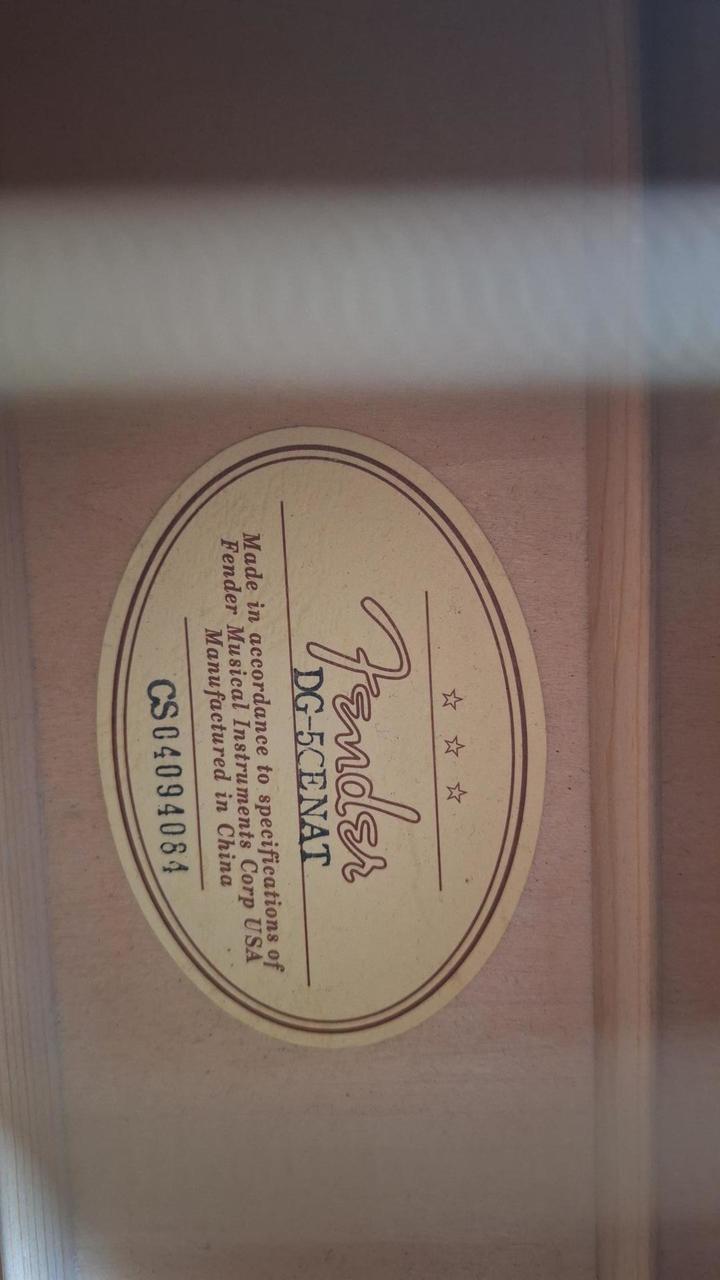 Fender
DG-5CENAT
Made in accordance to specifications of
Fender Musical Instruments Corp USA
Manufactured in China
CS04094084